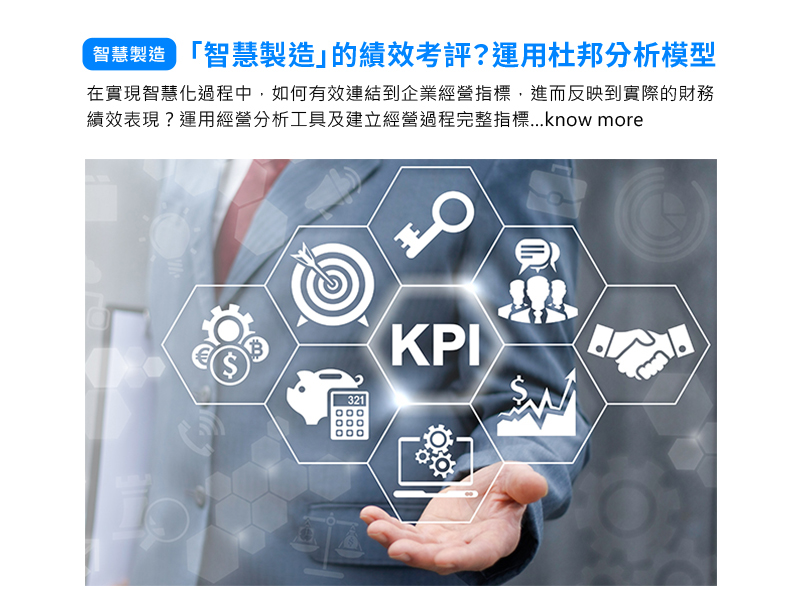 智慧製造
「智慧製造」的績效考評?運用杜邦分析模型
在實現智慧化過程中，如何有效連結到企業經營指標，進而反映到實際的財務
績效表現？運用經營分析工具及建立經營過程完整指標...know more
KPI
321